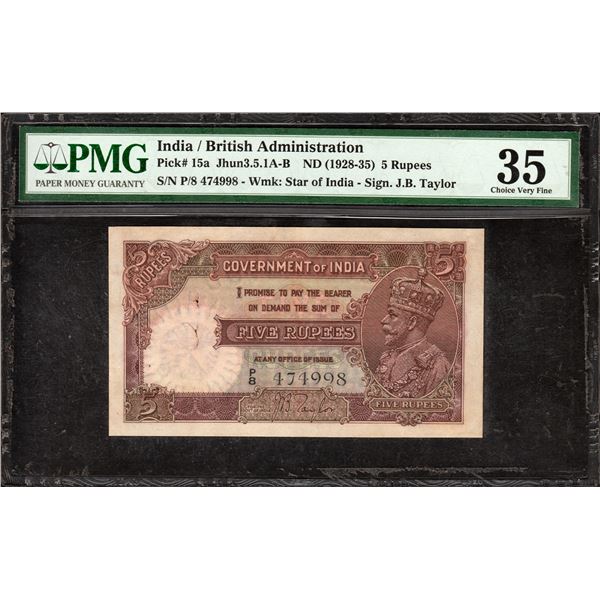 PMG
PAPER MONEY GUARANTY
India / British Administration
Pick# 15a Jhun3.5.1A-B ND (1928-35) 5 Rupees
S/N P/8 474998 - Wmk: Star of India - Sign. J.B. Taylor
35
Choice Very Fine
5
RUPEES
GOVERNMENT OF INDIA
5
I PROMISE TO PAY THE BEARER
ON DEMAND THE SUM OF
FIVE RUPEES
AT ANY OFFICE OF ISSUE
P/8 474998
5
JB Taylor
FIVE RUPEES